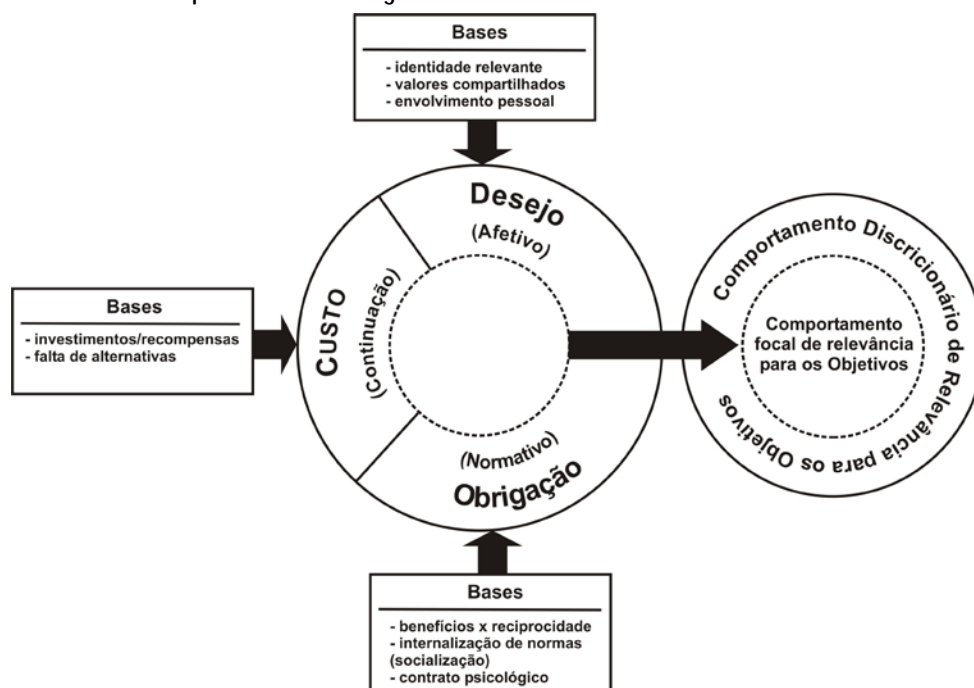 Bases
- identidade relevante
- valores compartilhados
- envolvimento pessoal
Desejo
(Afetivo)
Bases
- investimentos/recompensas
- falta de alternativas
CUSTO
(Continuação)
(Normativo)
Obrigação
Comportamento Discricionário de Relevância para os Objetivos
Comportamento
focal de relevância
para os Objetivos
Bases
- benefícios x reciprocidade
- internalização de normas
(socialização)
- contrato psicológico